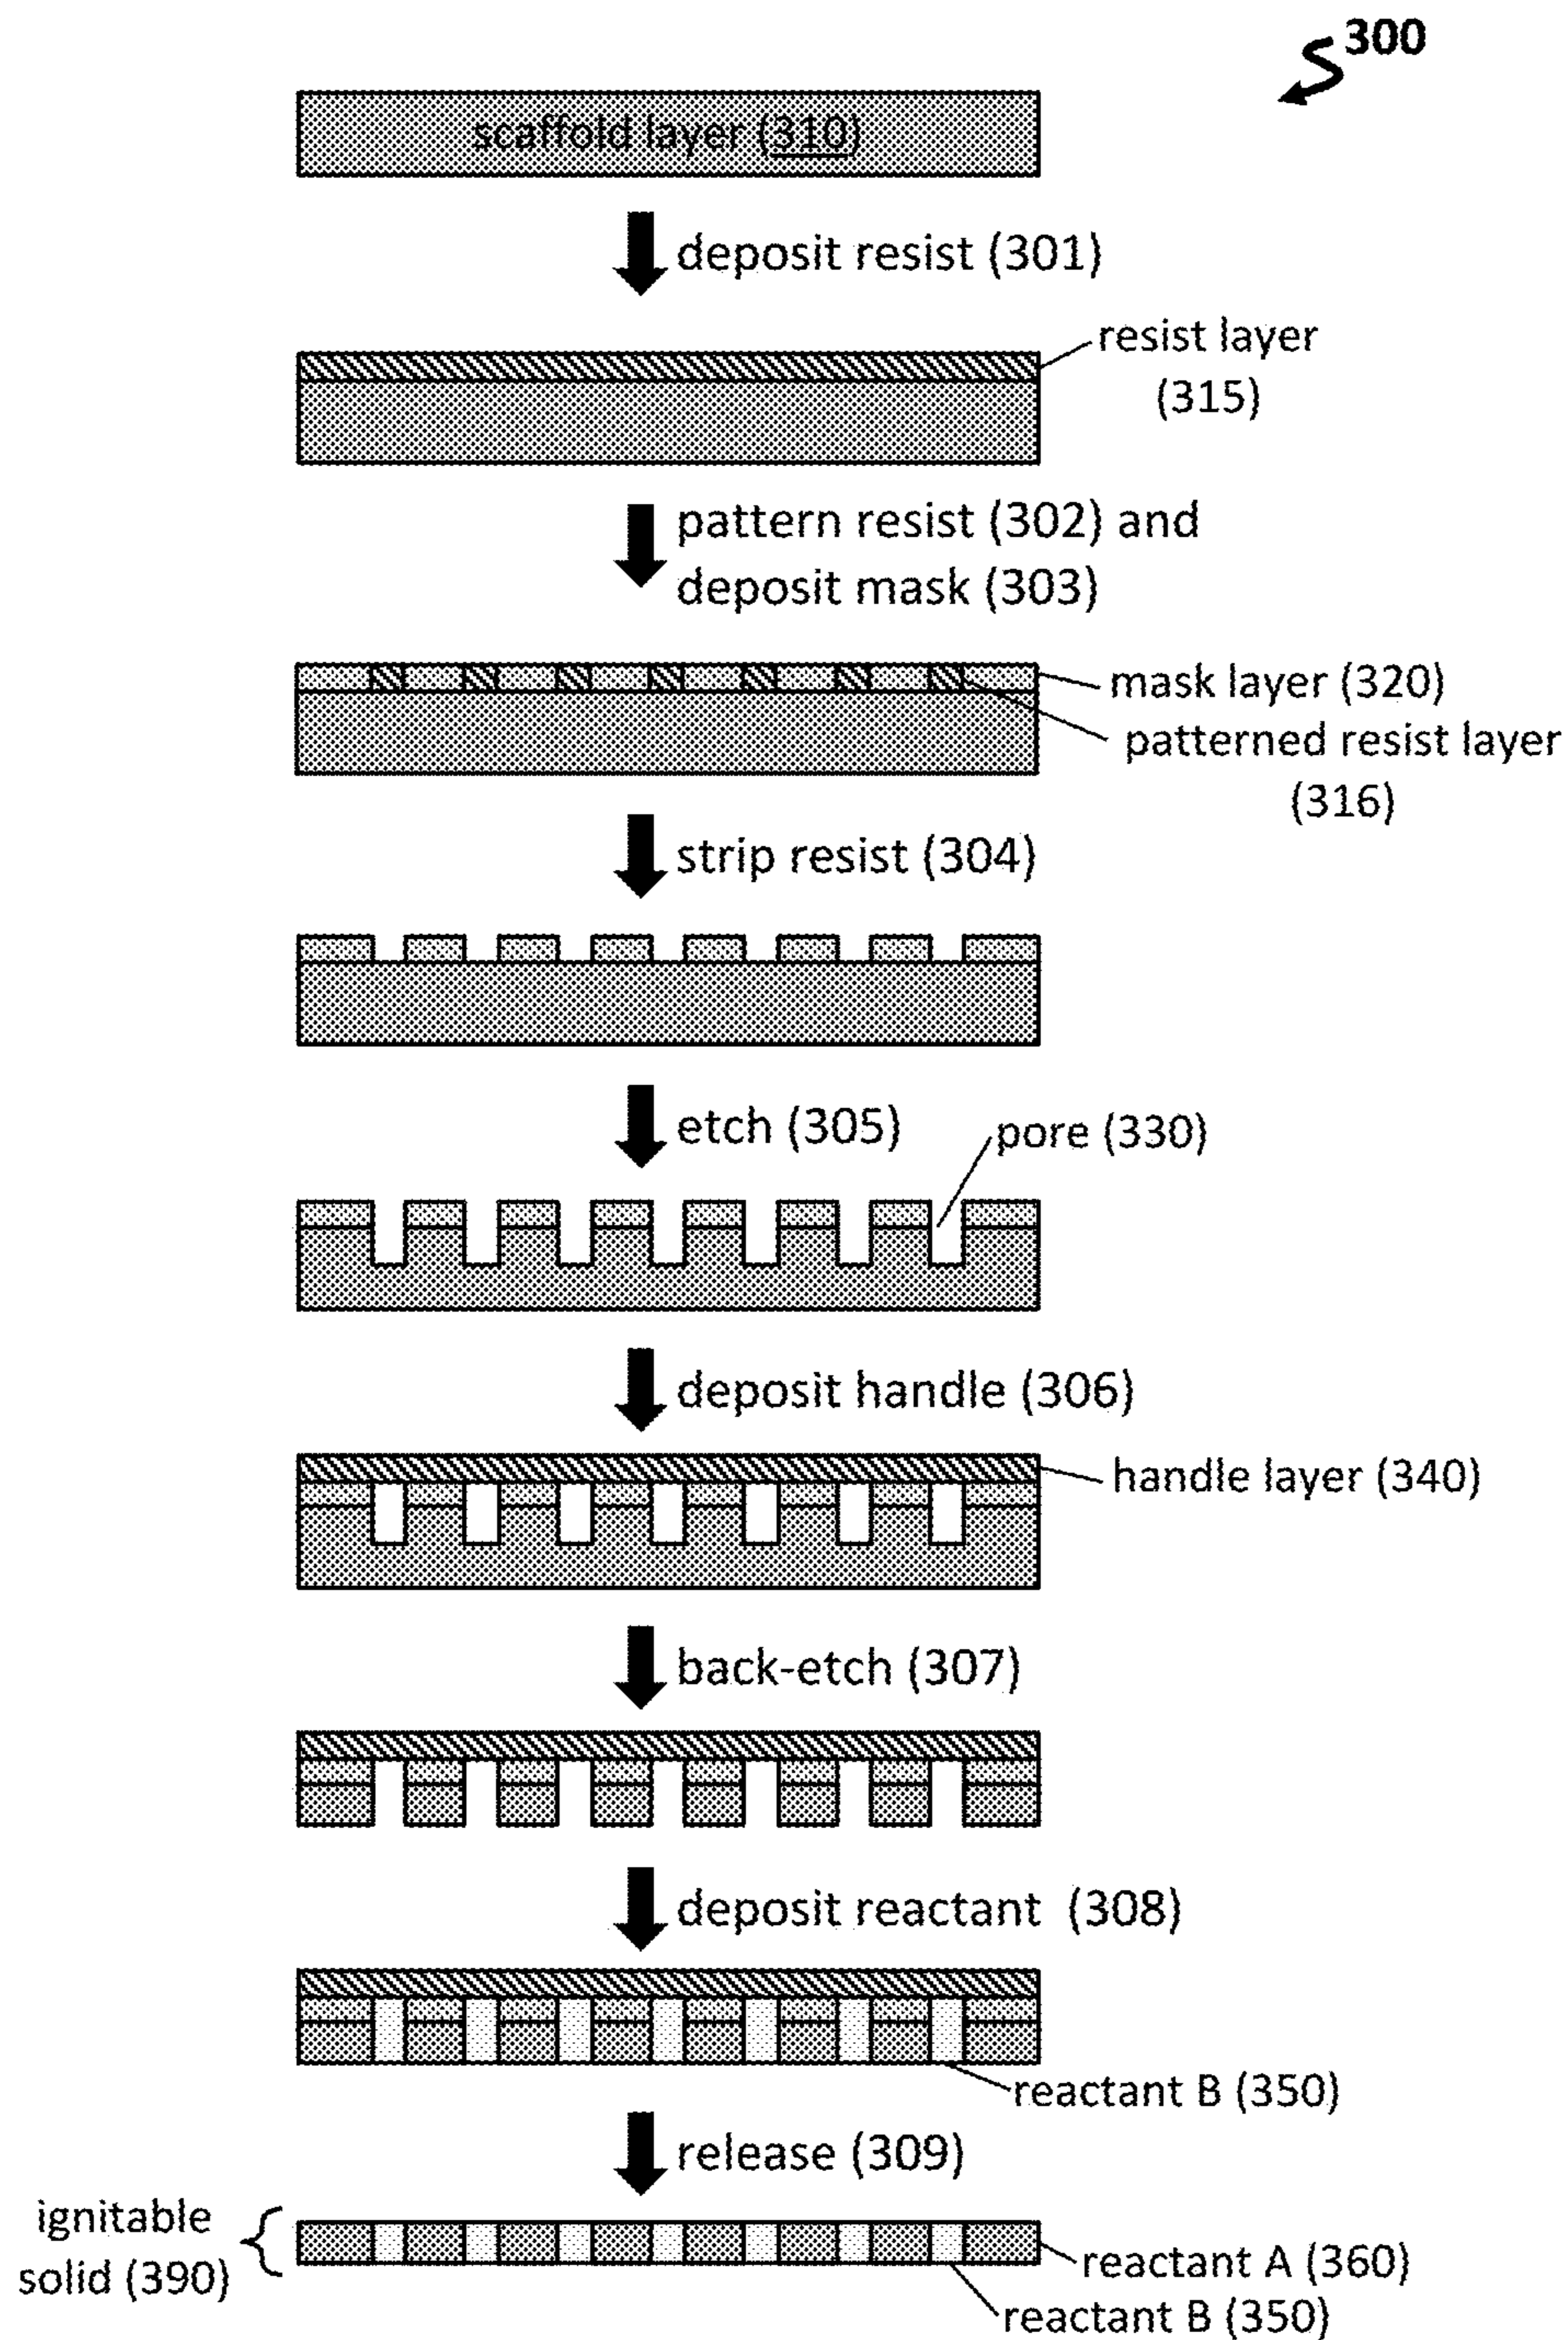 300
scaffold layer (310)
deposit resist (301)
resist layer
(315)
pattern resist (302) and
deposit mask (303)
mask layer (320)
patterned resist layer
(316)
strip resist (304)
etch (305)
pore (330)
deposit handle (306)
handle layer (340)
back-etch (307)
deposit reactant (308)
reactant B (350)
release (309)
ignitable
solid (390)
reactant A (360)
reactant B (350)